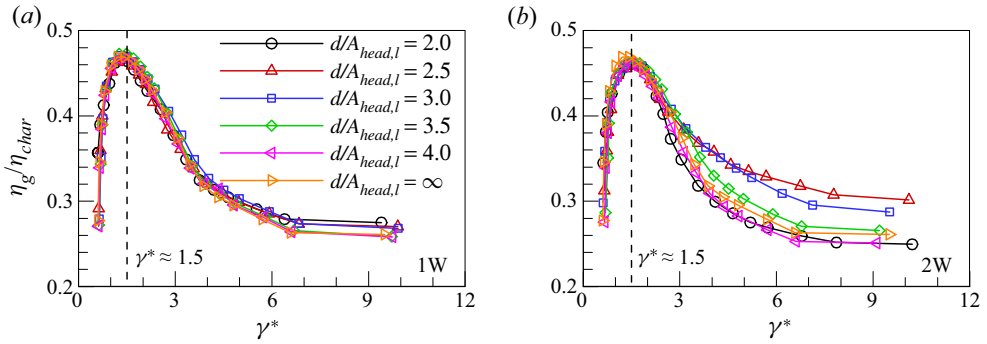 (a)
0.5
0.4
0.3
0.2
η_g/η_char
d/A_head,l = 2.0
d/A_head,l = 2.5
d/A_head,l = 3.0
d/A_head,l = 3.5
d/A_head,l = 4.0
d/A_head,l = ∞
γ* ≈ 1.5
1W
0 3 6 9 12
γ*
(b)
0.5
0.4
0.3
0.2
γ* ≈ 1.5
2W
0 3 6 9 12
γ*